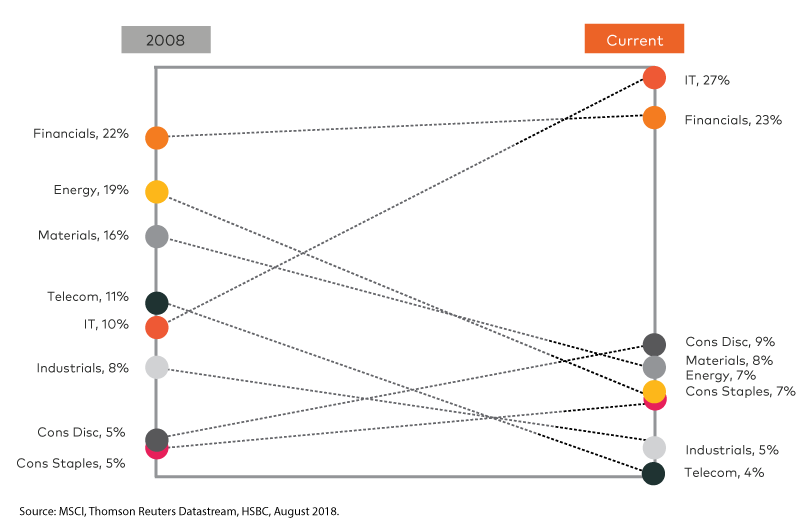 2008
Current
Financials, 22%
Energy, 19%
Materials, 16%
Telecom, 11%
IT, 10%
Industrials, 8%
Cons Disc, 5%
Cons Staples, 5%
IT, 27%
Financials, 23%
Cons Disc, 9%
Materials, 8%
Energy, 7%
Cons Staples, 7%
Industrials, 5%
Telecom, 4%
Source: MSCI, Thomson Reuters Datastream, HSBC, August 2018.